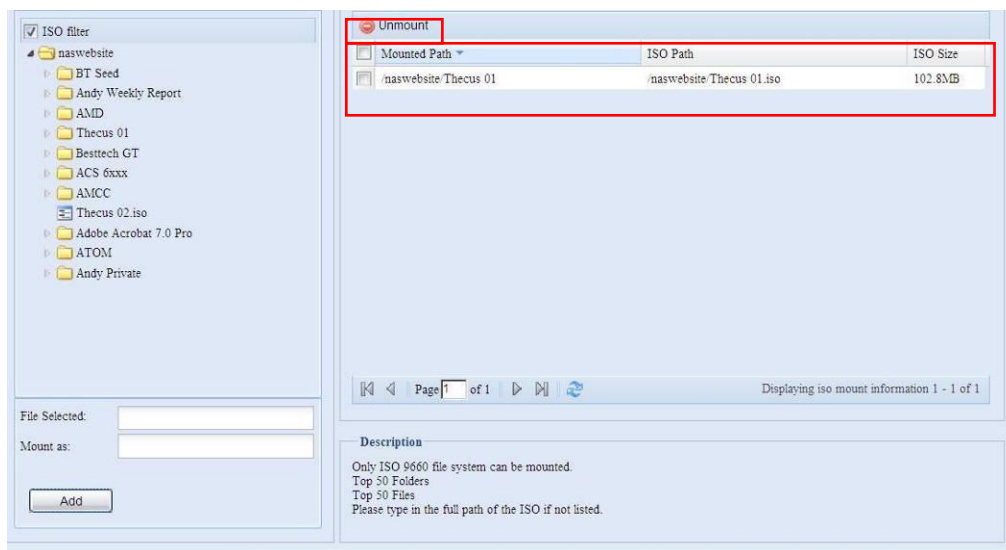 ISO filter
naswebsite
BT Seed
Andy Weekly Report
AMD
Thecus 01
Besttech GT
ACS 6xxx
AMCC
Thecus 02.iso
Adobe Acrobat 7.0 Pro
ATOM
Andy Private
File Selected:
Mount as:
Add
Unmount
Mounted Path ISO Path ISO Size
/naswebsite/Thecus 01 /naswebsite/Thecus 01.iso 102.8MB
Page 1 of 1 Displaying iso mount information 1 - 1 of 1
Description
Only ISO 9660 file system can be mounted.
Top 50 Folders
Top 50 Files
Please type in the full path of the ISO if not listed.